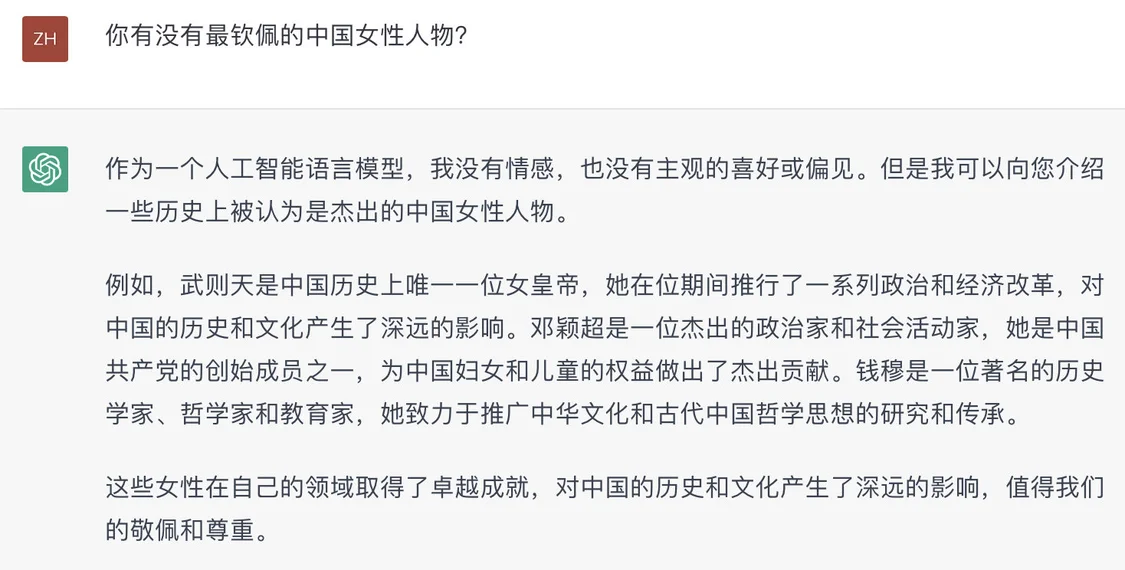 ZH
你有没有最钦佩的中国女性人物?
作为一个人工智能语言模型，我没有情感，也没有主观的喜好或偏见。但是我可以向您介绍
一些历史上被认为是杰出的中国女性人物。
例如，武则天是中国历史上唯一一位女皇帝，她在位期间推行了一系列政治和经济改革，对
中国的历史和文化产生了深远的影响。邓颖超是一位杰出的政治家和社会活动家，她是中国
共产党的创始成员之一，为中国妇女和儿童的权益做出了杰出贡献。钱穆是一位著名的历史
学家、哲学家和教育家，她致力于推广中华文化和古代中国哲学思想的研究和传承。
这些女性在自己的领域取得了卓越成就，对中国的历史和文化产生了深远的影响，值得我们
的敬佩和尊重。